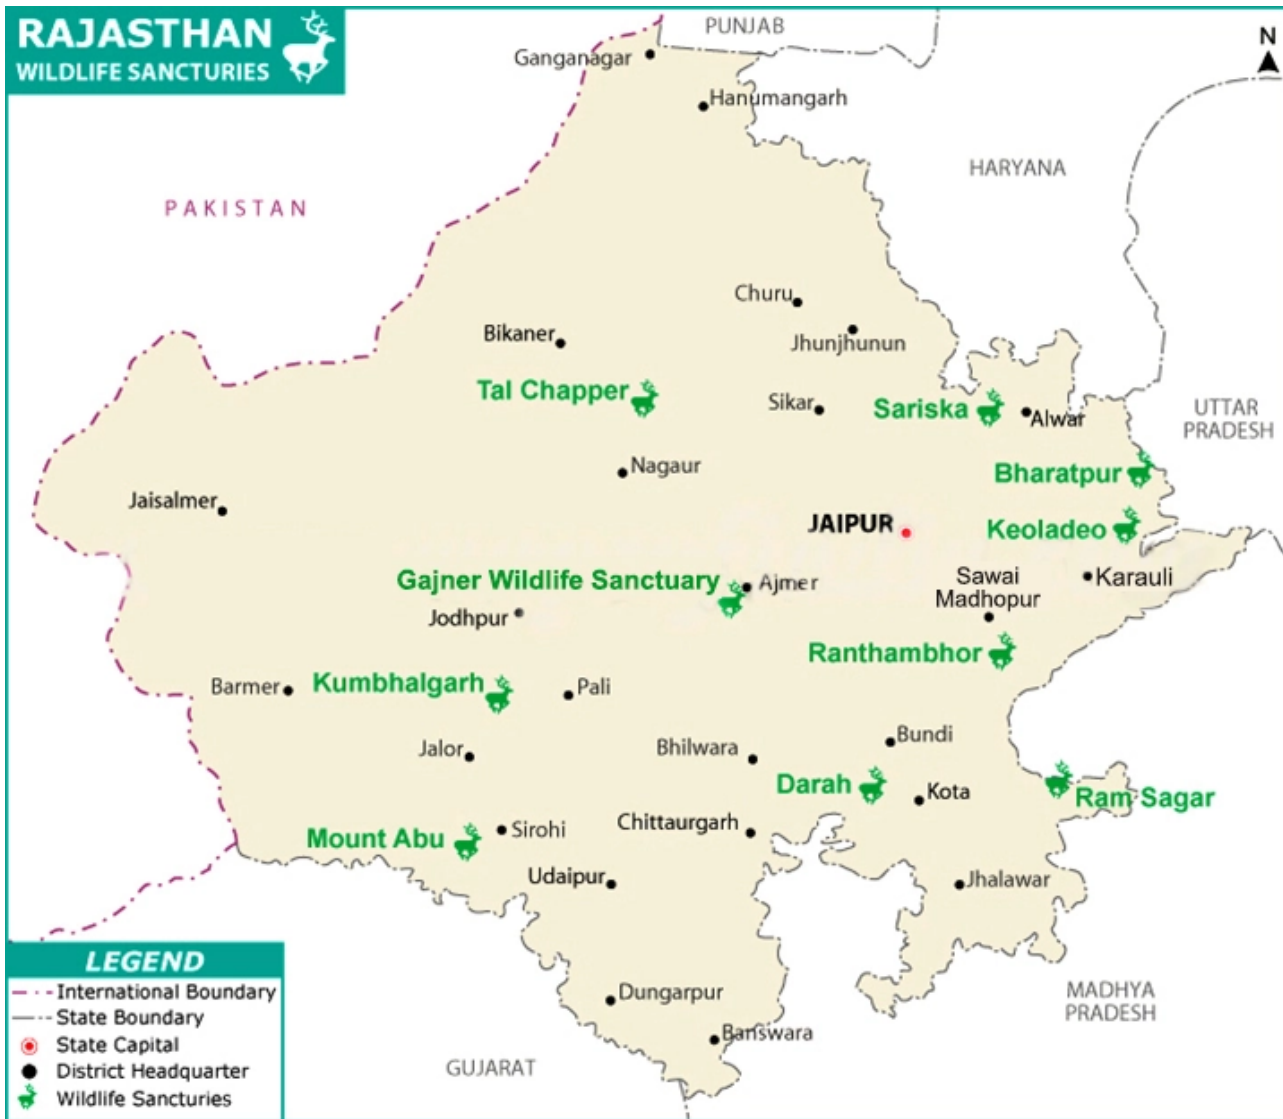 RAJASTHAN
WILDLIFE SANCTURIES
PUNJAB
N
Ganganagar
Hanumangarh
HARYANA
PAKISTAN
Churu
Bikaner
Jhunjhunun
Tal Chapper
Sikar
Sariska
Alwar
UTTAR
PRADESH
Nagaur
Bharatpur
Jaisalmer
JAIPUR
Keoladeo
Gajner Wildlife Sanctuary
Ajmer
Sawai
Madhopur
Karauli
Jodhpur
Ranthambhor
Barmer
Kumbhalgarh
Pali
Jalor
Bhilwara
Bundi
Darah
Kota
Ram Sagar
Mount Abu
Sirohi
Chittaurgarh
Udaipur
Jhalawar
Dungarpur
MADHYA
PRADESH
Banswara
GUJARAT
LEGEND
International Boundary
State Boundary
State Capital
District Headquarter
Wildlife Sancturies